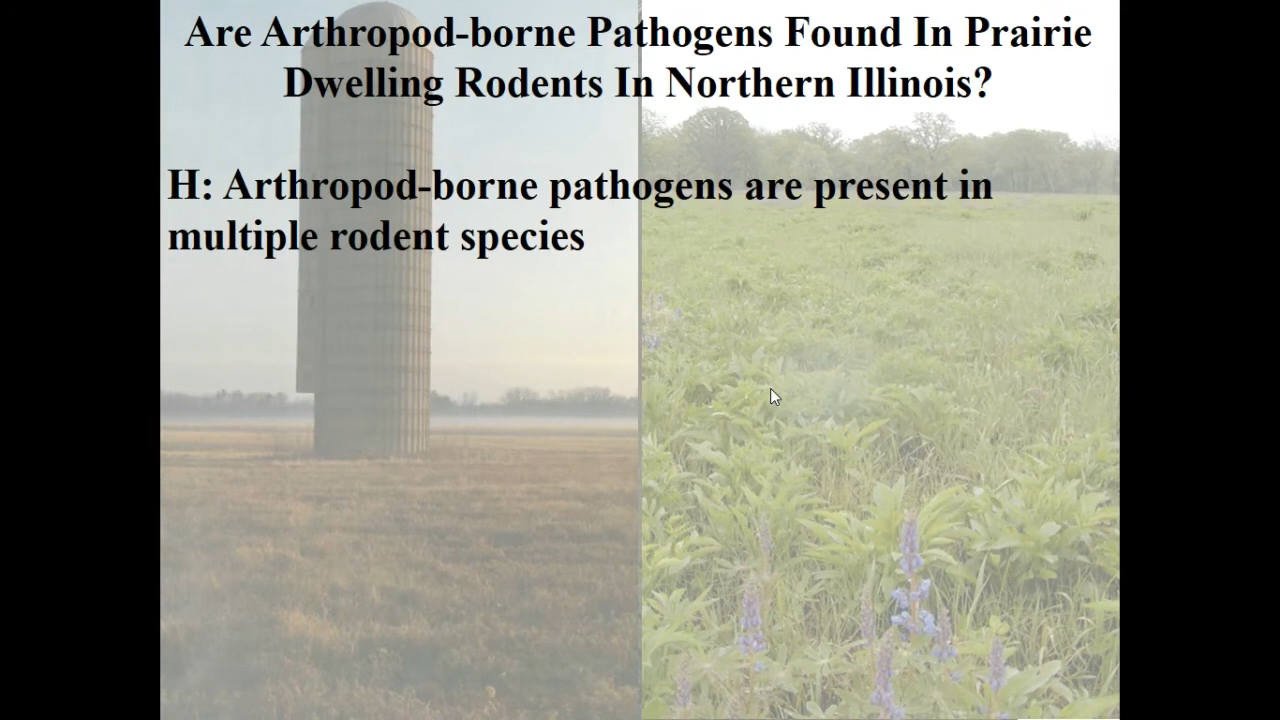 Are Arthropod-borne Pathogens Found In Prairie
Dwelling Rodents In Northern Illinois?
H: Arthropod-borne pathogens are present in
multiple rodent species